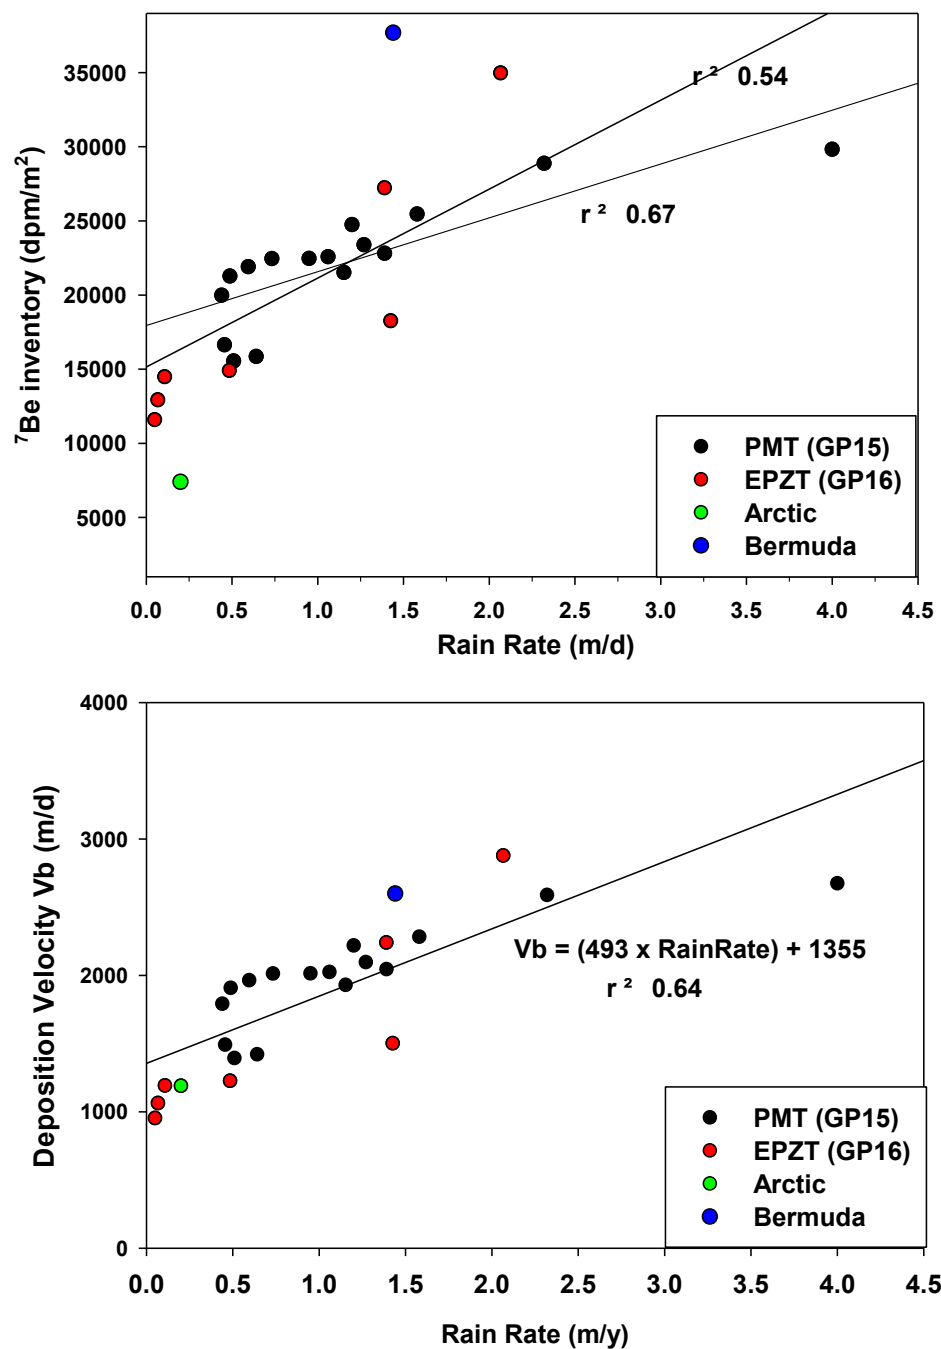 35000
30000
25000
20000
15000
10000
5000
⁷Be inventory (dpm/m²)
r ² 0.54
r ² 0.67
PMT (GP15)
EPZT (GP16)
Arctic
Bermuda
0.0 0.5 1.0 1.5 2.0 2.5 3.0 3.5 4.0 4.5
Rain Rate (m/d)
4000
3000
2000
1000
0
Deposition Velocity Vb (m/d)
Vb = (493 x RainRate) + 1355
r ² 0.64
PMT (GP15)
EPZT (GP16)
Arctic
Bermuda
0.0 0.5 1.0 1.5 2.0 2.5 3.0 3.5 4.0 4.5
Rain Rate (m/y)